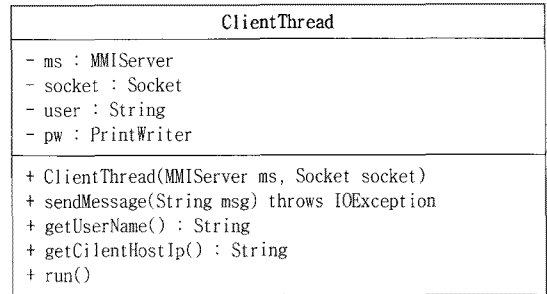 ClientThread
- ms : MMIServer
- socket : Socket
- user : String
- pw : PrintWriter
+ ClientThread(MMIServer ms, Socket socket)
+ sendMessage(String msg) throws IOException
+ getUserName() : String
+ getCilentHostIp() : String
+ run()